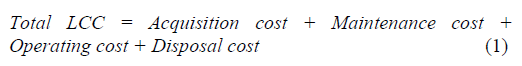 Total LCC = Acquisition cost + Maintenance cost +
Operating cost + Disposal cost (1)